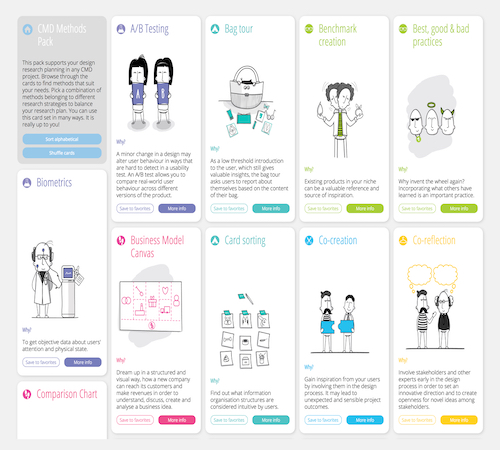 CMD Methods
Pack
This pack supports your design
research planning in any CMD
project. Browse through the
cards to find methods that suit
your needs. Pick a combination of
methods belonging to different
research strategies to balance
your research plan. You can use
this card set in many ways. It is
really up to you!
Sort alphabetical
Shuffle cards
Biometrics
Why?
To get objective data about users'
attention and physical state.
Save to favorites
More info
Comparison Chart
A/B Testing
A
B
Why?
A minor change in a design may
alter user behaviour in ways that
are hard to detect in a usability
test. An A/B test allows you to
compare real-world user
behaviour across different
versions of the product.
Save to favorites
More info
Business Model
Canvas
Why?
Dream up in a structured and
visual way, how a new company
can reach its customers and
make revenues in order to
understand, discuss, create and
analyse a business idea.
Save to favorites
More info
Bag tour
Why?
As a low threshold introduction
to the user, which still gives
valuable insights, the bag tour
asks users to report about
themselves based on the content
of their bag.
Save to favorites
More info
Card sorting
Why?
Find out what information
organisation structures are
considered intuitive by users.
Save to favorites
More info
Benchmark
creation
Why?
Existing products in your niche
can be a valuable reference and
source of inspiration.
Save to favorites
More info
Co-creation
Why?
Gain inspiration from your users
by involving them in the design
process, it may lead to
unexpected and sensible project
outcomes.
Save to favorites
More info
Best, good & bad
practices
Why?
Why invent the wheel again?
Incorporating what others have
learned is an important practice.
Save to favorites
More info
Co-reflection
Why?
Involve stakeholders and other
experts early in the design
process in order to set an
innovative direction and to create
response for novel ideas among
stakeholders.
Save to favorites
More info